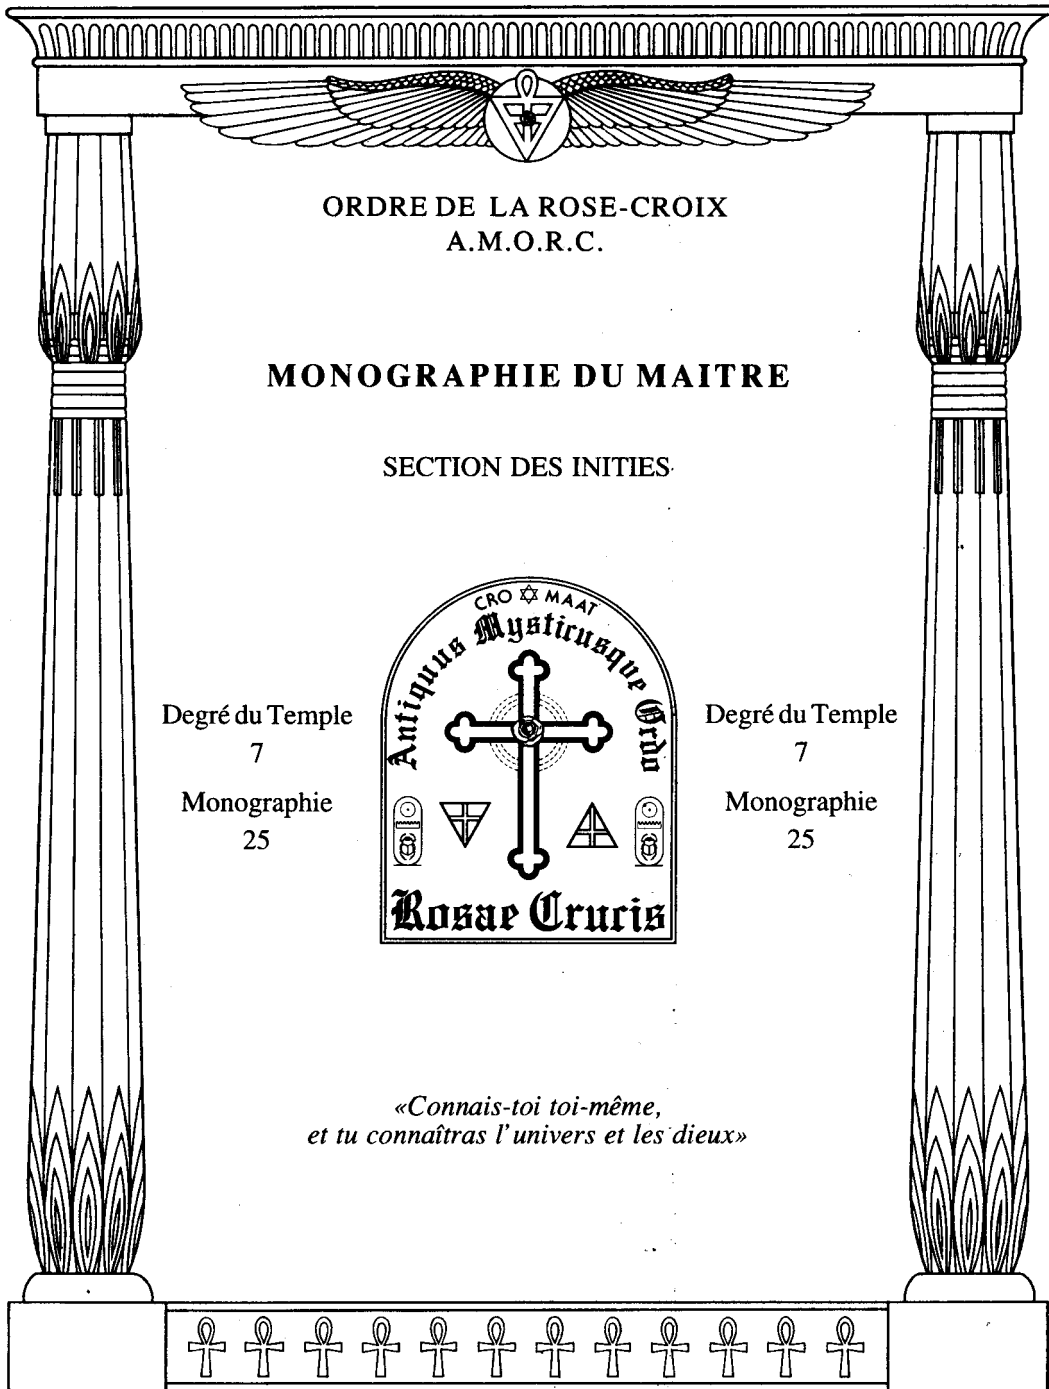 ORDRE DE LA ROSE-CROIX
A.M.O.R.C.
MONOGRAPHIE DU MAITRE
SECTION DES INITIES
CRO MAAT
Antiquus Mysticusque Ordo
Degré du Temple
7
Monographie
25
Degré du Temple
7
Monographie
25
Rosae Crucis
«Connais-toi toi-même,
et tu connaîtras l'univers et les dieux»